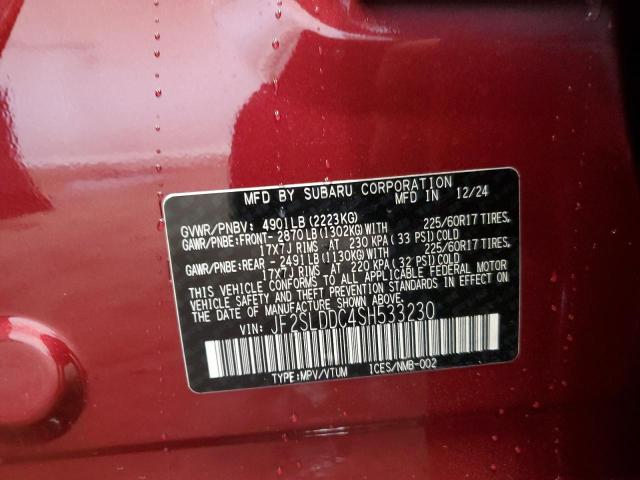 MFD BY SUBARU CORPORATION MFD IN 12/24
GVWR/PNBV: 4901LB(2223KG)
GAWR/PNBE:FRONT- 2870LB(1302KG)WITH 225/60R17 TIRES,
17X7J RIMS AT 230 KPA(33 PSI)COLD
GAWR/PNBE:REAR - 2491LB(1130KG)WITH 225/60R17 TIRES,
17X7J RIMS AT 220 KPA(32 PSI)COLD
THIS VEHICLE CONFORMS TO ALL APPLICABLE FEDERAL MOTOR
VEHICLE SAFETY AND THEFT PREVENTION STANDARDS IN EFFECT ON
THE DATE OF MANUFACTURE SHOWN ABOVE.
VIN: JF2SLDDC4SH533230
TYPE:MPV/VTUM ICES/NMB-002